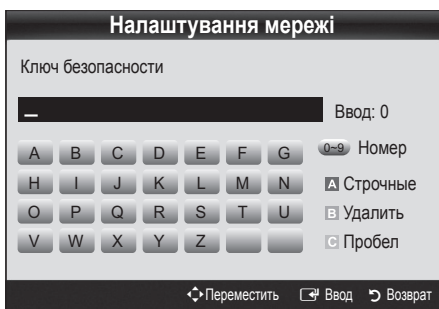 Налаштування мережі
Ключ безопасности
_ Ввод: 0
A B C D E F G 0~9 Номер
H I J K L M N A Строчные
O P Q R S T U B Удалить
V W X Y Z C Пробел
Переместить Ввод Возврат